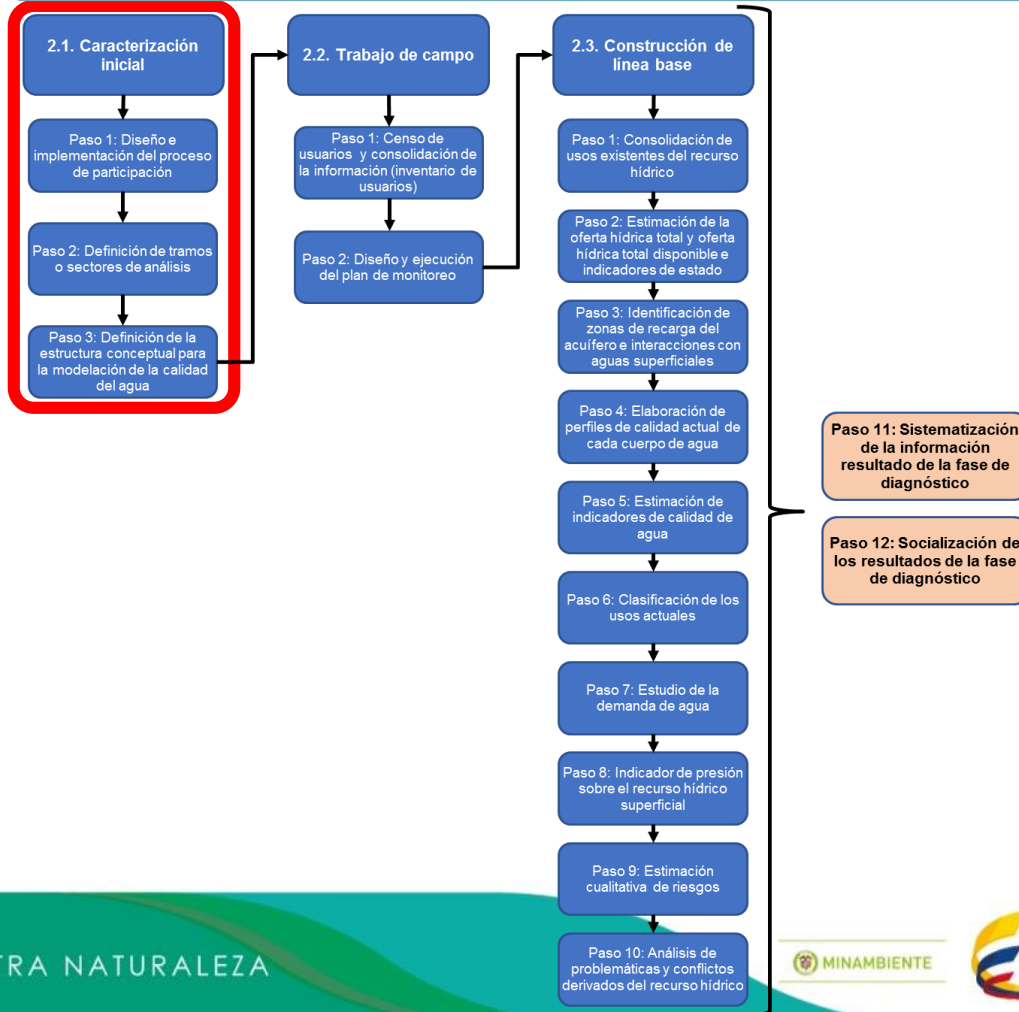 2.1. Caracterización
inicial
Paso 1: Diseño e
implementación del proceso
de participación
Paso 2: Definición de tramos
o sectores de análisis
Paso 3: Definición de la
estructura conceptual para
la modelación de la calidad
del agua
2.2. Trabajo de campo
Paso 1: Censo de
usuarios y consolidación de
la información (inventario de
usuarios)
Paso 2: Diseño y ejecución
del plan de monitoreo
2.3. Construcción de
línea base
Paso 1: Consolidación de
usos existentes del recurso
hídrico
Paso 2: Estimación de la
oferta hídrica total y oferta
hídrica total disponible e
indicadores de estado
Paso 3: Identificación de
zonas de recarga del
acuífero e interacciones con
aguas superficiales
Paso 4: Elaboración de
perfiles de calidad actual de
cada cuerpo de agua
Paso 5: Estimación de
indicadores de calidad de
agua
Paso 6: Clasificación de los
usos actuales
Paso 7: Estudio de la
demanda de agua
Paso 8: Indicador de presión
sobre el recurso hídrico
superficial
Paso 9: Estimación
cualitativa de riesgos
Paso 10: Análisis de
problemáticas y conflictos
derivados del recurso hídrico
Paso 11: Sistematización
de la información
resultado de la fase de
diagnóstico
Paso 12: Socialización de
los resultados de la fase
de diagnóstico
TRA NATURALEZA
MINAMBIENTE